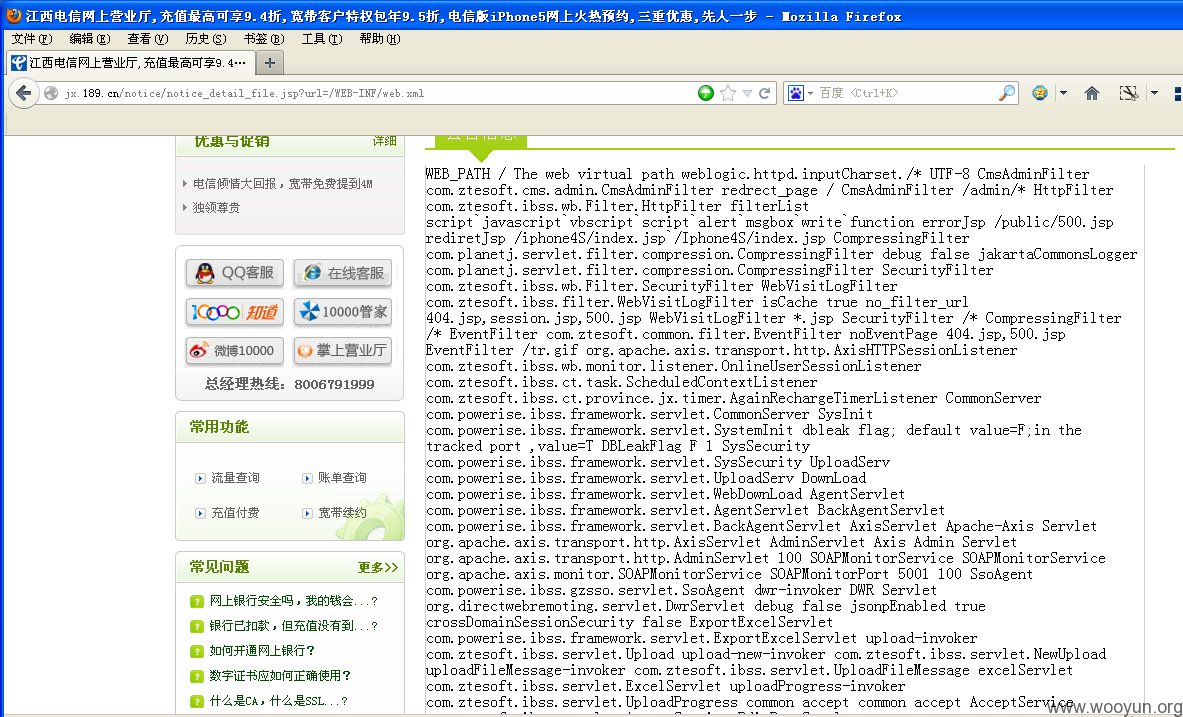 江西电信网上营业厅,充值最高可享9.4折,宽带客户特权包年9.5折,电信版iPhone5网上火热预约,三重优惠,先人一步 - Mozilla Firefox
文件(F) 编辑(E) 查看(V) 历史(S) 书签(B) 工具(T) 帮助(H)
江西电信网上营业厅,充值最高可享9.4…
jx.189.cn/notice/notice_detail_file.jsp?url=/WEB-INF/web.xml
百度 <Ctrl+K>
优惠与促销 详细
电信倾情大回报，宽带免费提到4M
独领尊贵
QQ客服 在线客服
10000知道 10000管家
微博10000 掌上营业厅
总经理热线：8006791999
常用功能
流量查询 账单查询
充值付费 宽带续约
常见问题 更多>>
网上银行安全吗，我的钱会...?
银行已扣款，但充值没有到...?
如何开通网上银行?
数字证书应如何正确使用?
什么是CA，什么是SSL...?
公告信息
WEB_PATH / The web virtual path weblogic.httpd.inputCharset./* UTF-8 CmsAdminFilter
com.ztesoft.cms.admin.CmsAdminFilter redrect_page / CmsAdminFilter /admin/* HttpFilter
com.ztesoft.ibss.wb.Filter.HttpFilter filterList
script`javascript`vbscript`script`alert`msgbox`write`function errorJsp /public/500.jsp
rediretJsp /iphone4S/index.jsp`/Iphone4S/index.jsp CompressingFilter
com.planetj.servlet.filter.compression.CompressingFilter debug false jakartaCommonsLogger
com.planetj.servlet.filter.compression.CompressingFilter SecurityFilter
com.ztesoft.ibss.wb.Filter.SecurityFilter WebVisitLogFilter
com.ztesoft.ibss.filter.WebVisitLogFilter isCache true no_filter_url
404.jsp,session.jsp,500.jsp WebVisitLogFilter *.jsp SecurityFilter /* CompressingFilter
/* EventFilter com.ztesoft.common.filter.EventFilter noEventPage 404.jsp,500.jsp
EventFilter /tr.gif org.apache.axis.transport.http.AxisHTTPSessionListener
com.ztesoft.ibss.wb.monitor.listener.OnlineUserSessionListener
com.ztesoft.ibss.ct.task.ScheduledContextListener
com.ztesoft.ibss.ct.province.jx.timer.AgainRechargeTimerListener CommonServer
com.powerise.ibss.framework.servlet.CommonServer SysInit
com.powerise.ibss.framework.servlet.SystemInit dbleak flag; default value=F;in the
tracked port ,value=T DBLeakFlag F 1 SysSecurity
com.powerise.ibss.framework.servlet.SysSecurity UploadServ
com.powerise.ibss.framework.servlet.UploadServ DownLoad
com.powerise.ibss.framework.servlet.WebDownLoad AgentServlet
com.powerise.ibss.framework.servlet.AgentServlet BackAgentServlet
com.powerise.ibss.framework.servlet.BackAgentServlet AxisServlet Apache-Axis Servlet
org.apache.axis.transport.http.AxisServlet AdminServlet Axis Admin Servlet
org.apache.axis.transport.http.AdminServlet 100 SOAPMonitorService SOAPMonitorService
org.apache.axis.monitor.SOAPMonitorService SOAPMonitorPort 5001 100 SsoAgent
com.powerise.ibss.gzsso.servlet.SsoAgent dwr-invoker DWR Servlet
org.directwebremoting.servlet.DwrServlet debug false jsonpEnabled true
crossDomainSessionSecurity false ExportExcelServlet
com.powerise.ibss.framework.servlet.ExportExcelServlet upload-invoker
com.ztesoft.ibss.servlet.Upload upload-new-invoker com.ztesoft.ibss.servlet.NewUpload
uploadFileMessage-invoker com.ztesoft.ibss.servlet.UploadFileMessage excelServlet
com.ztesoft.ibss.servlet.ExcelServlet uploadProgress-invoker
com.ztesoft.ibss.servlet.UploadProgress common accept common accept AcceptService
www.wooyun.org